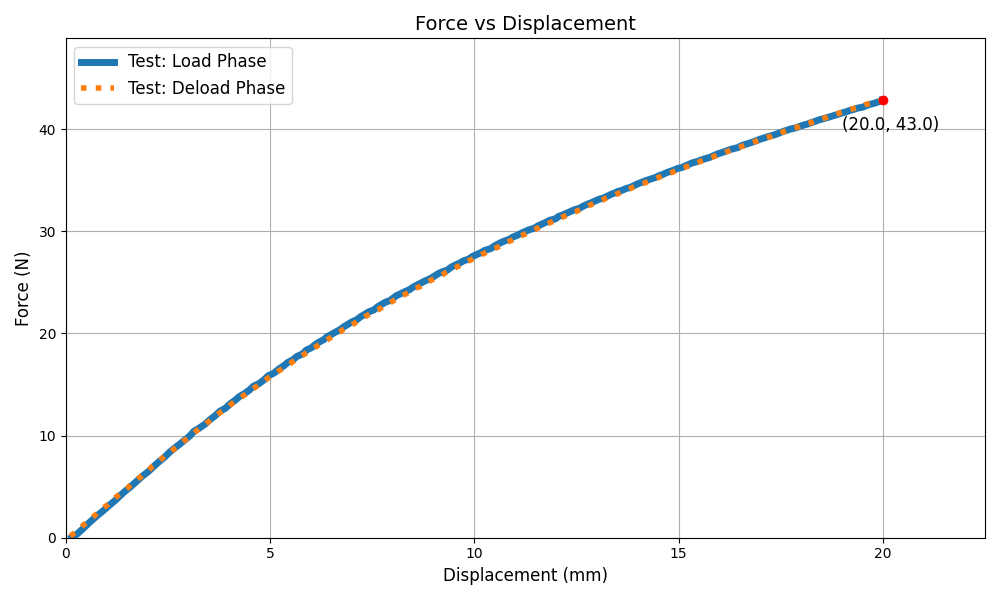 Force vs Displacement
Test: Load Phase
Test: Deload Phase
(20.0, 43.0)
Force (N)
40
30
20
10
0
0 5 10 15 20
Displacement (mm)